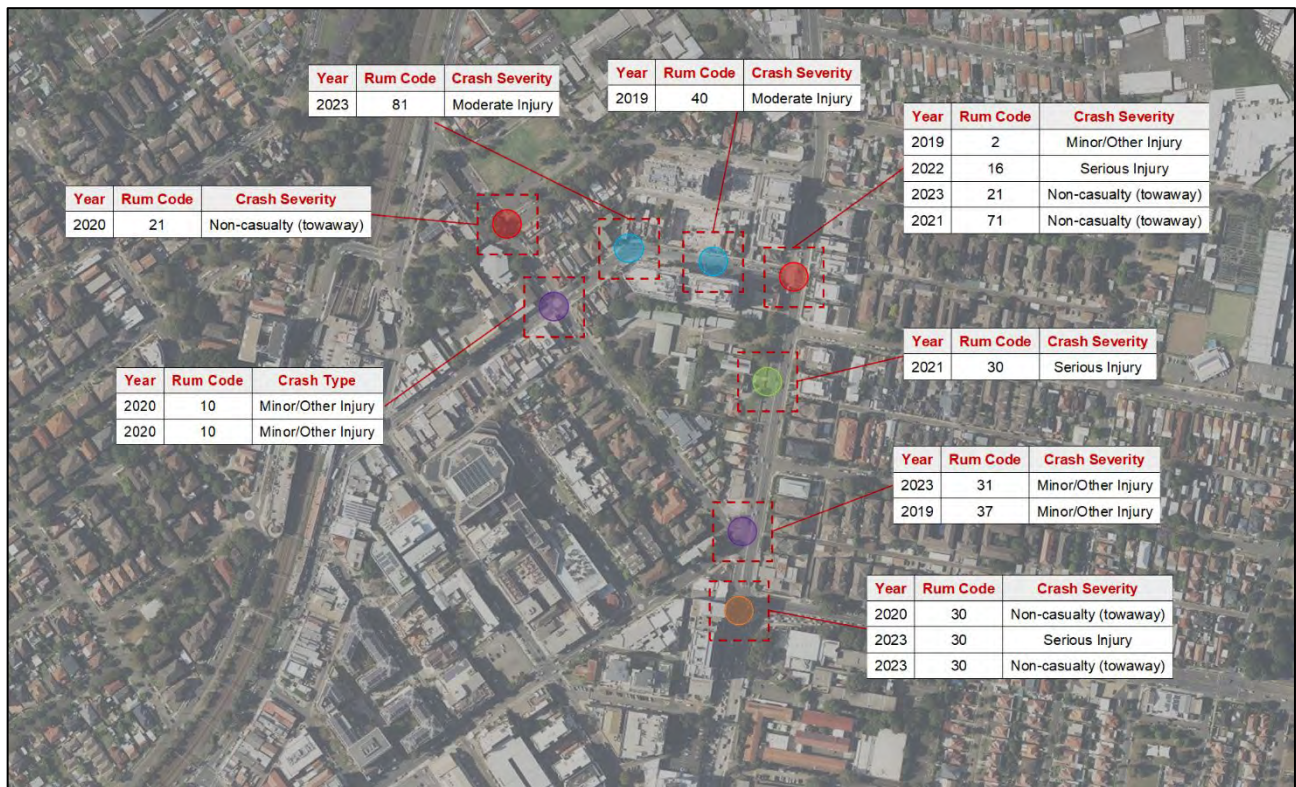 Year Rum Code Crash Severity
2023 81 Moderate Injury
Year Rum Code Crash Severity
2019 40 Moderate Injury
Year Rum Code Crash Severity
2019 2 Minor/Other Injury
2022 16 Serious Injury
2023 21 Non-casualty (towaway)
2021 71 Non-casualty (towaway)
Year Rum Code Crash Severity
2020 21 Non-casualty (towaway)
Year Rum Code Crash Severity
2021 30 Serious Injury
Year Rum Code Crash Type
2020 10 Minor/Other Injury
2020 10 Minor/Other Injury
Year Rum Code Crash Severity
2023 31 Minor/Other Injury
2019 37 Minor/Other Injury
Year Rum Code Crash Severity
2020 30 Non-casualty (towaway)
2023 30 Serious Injury
2023 30 Non-casualty (towaway)